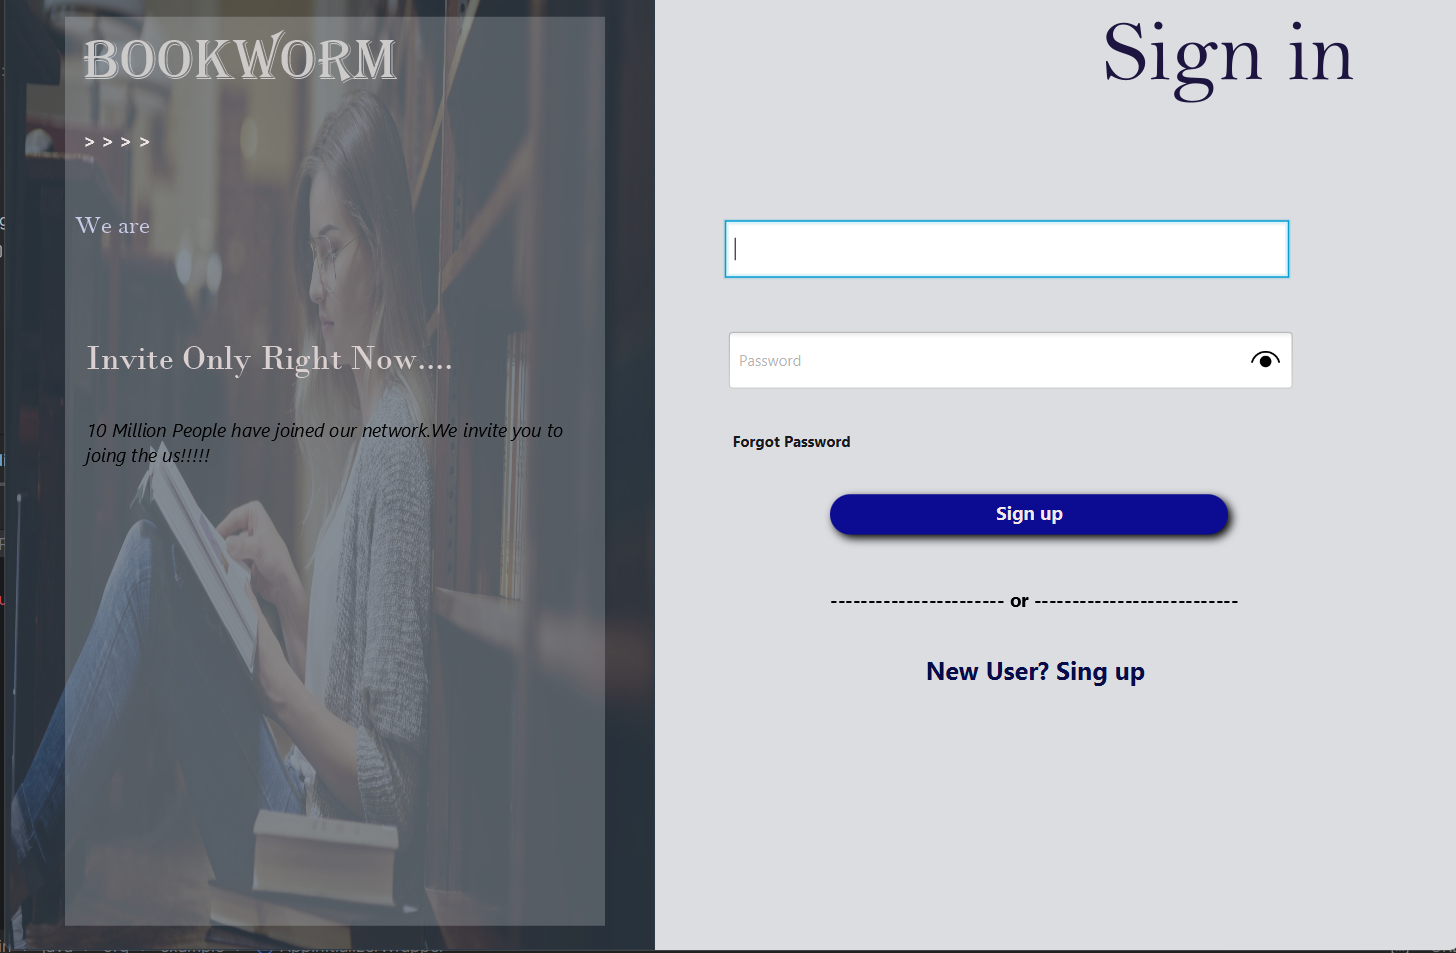 BOOKWORM
> > > >
We are
Invite Only Right Now....
10 Million People have joined our network.We invite you to
joing the us!!!!!
Sign in
Password
Forgot Password
Sign up
----------------------- or ---------------------------
New User? Sing up